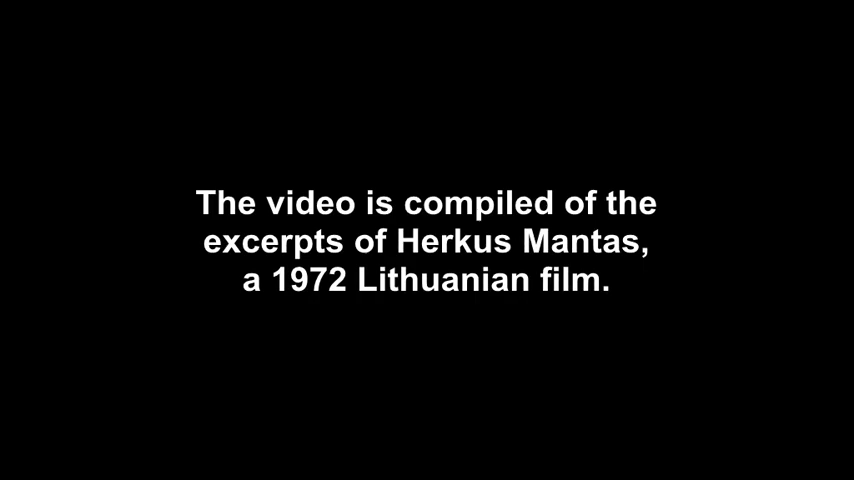 The video is compiled of the
excerpts of Herkus Mantas,
a 1972 Lithuanian film.